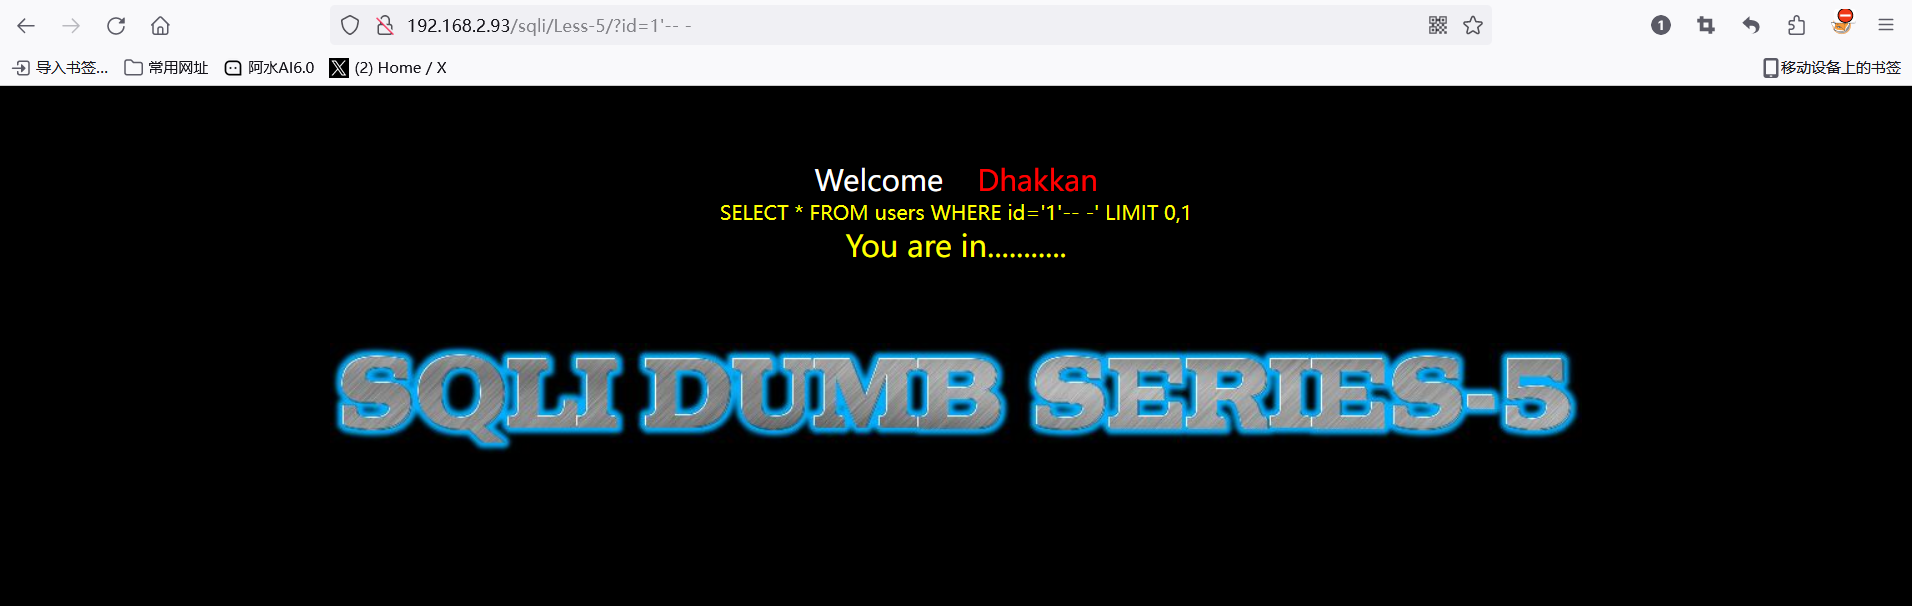 192.168.2.93/sqli/Less-5/?id=1'-- -
1
导入书签... 常用网址 阿水AI6.0 (2) Home / X 移动设备上的书签
Welcome Dhakkan
SELECT * FROM users WHERE id='1'-- -' LIMIT 0,1
You are in...........
SQLI DUMB SERIES-5